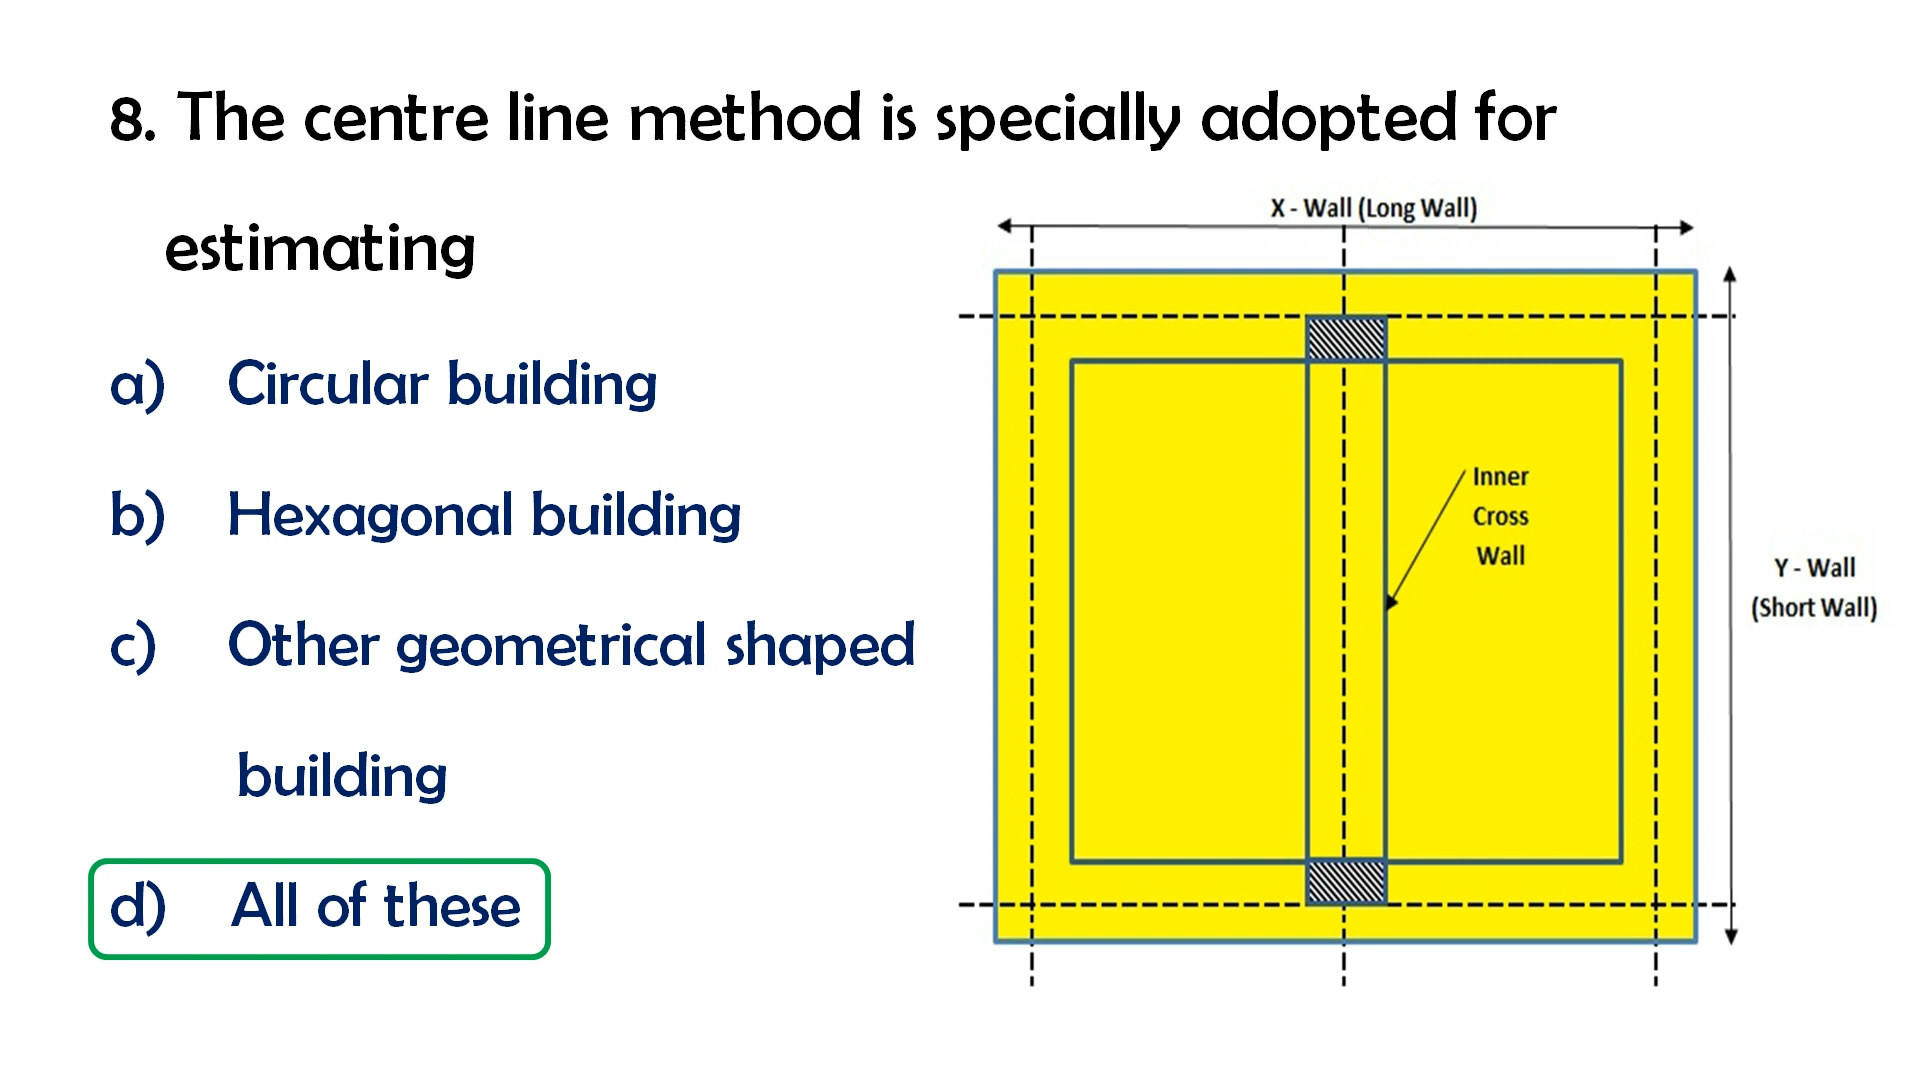 8. The centre line method is specially adopted for
estimating
a) Circular building
b) Hexagonal building
c) Other geometrical shaped
building
d) All of these
X - Wall (Long Wall)
Inner
Cross
Wall
Y - Wall
(Short Wall)